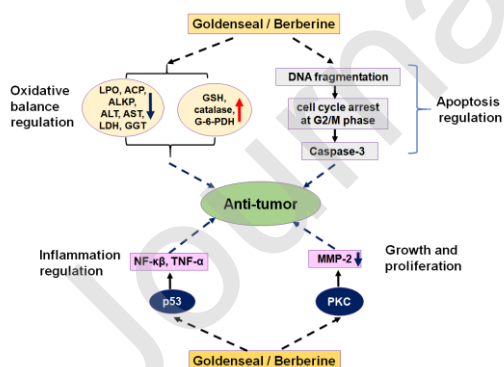 Goldenseal / Berberine
Oxidative
balance
regulation
LPO, ACP,
ALKP,
ALT, AST,
LDH, GGT
GSH,
catalase,
G-6-PDH
DNA fragmentation
cell cycle arrest
at G2/M phase
Caspase-3
Apoptosis
regulation
Anti-tumor
Inflammation
regulation
NF-κβ, TNF-α
p53
MMP-2
PKC
Growth and
proliferation
Goldenseal / Berberine
Journa